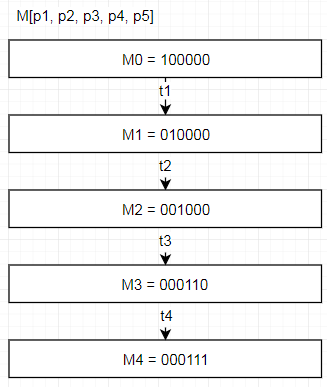 M[p1, p2, p3, p4, p5]
M0 = 100000
t1
M1 = 010000
t2
M2 = 001000
t3
M3 = 000110
t4
M4 = 000111